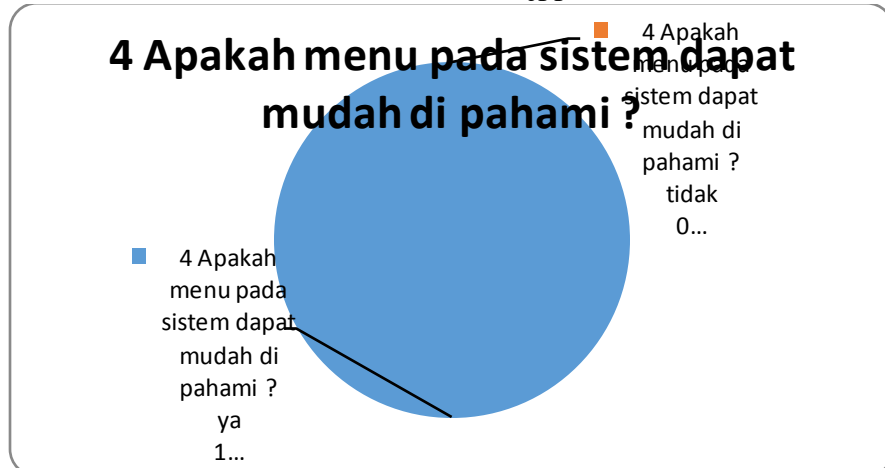 4 Apakah menu pada sistem dapat
mudah di pahami ?
4 Apakah
menu pada
sistem dapat
mudah di
pahami ?
tidak
0...
4 Apakah
menu pada
sistem dapat
mudah di
pahami ?
ya
1...